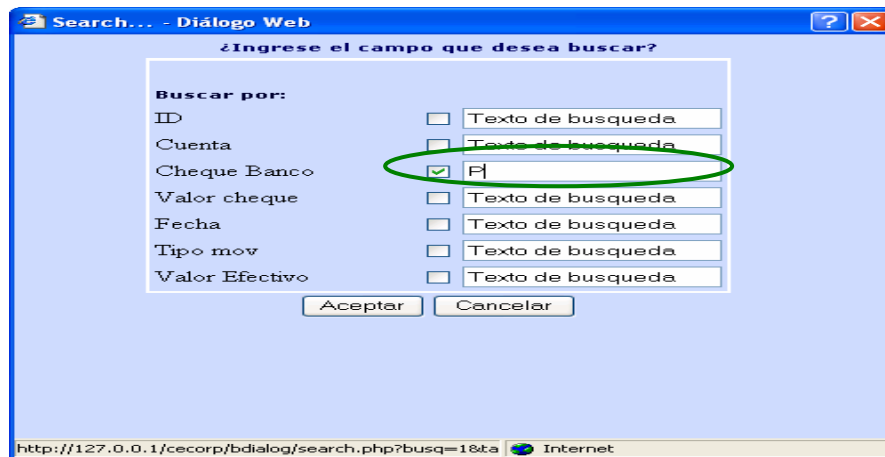 Search... - Diálogo Web
¿Ingrese el campo que desea buscar?
Buscar por:
ID Texto de busqueda
Cuenta Texto de busqueda
Cheque Banco P
Valor cheque Texto de busqueda
Fecha Texto de busqueda
Tipo mov Texto de busqueda
Valor Efectivo Texto de busqueda
Aceptar Cancelar
http://127.0.0.1/cecorp/bdialog/search.php?busq=1&ta Internet